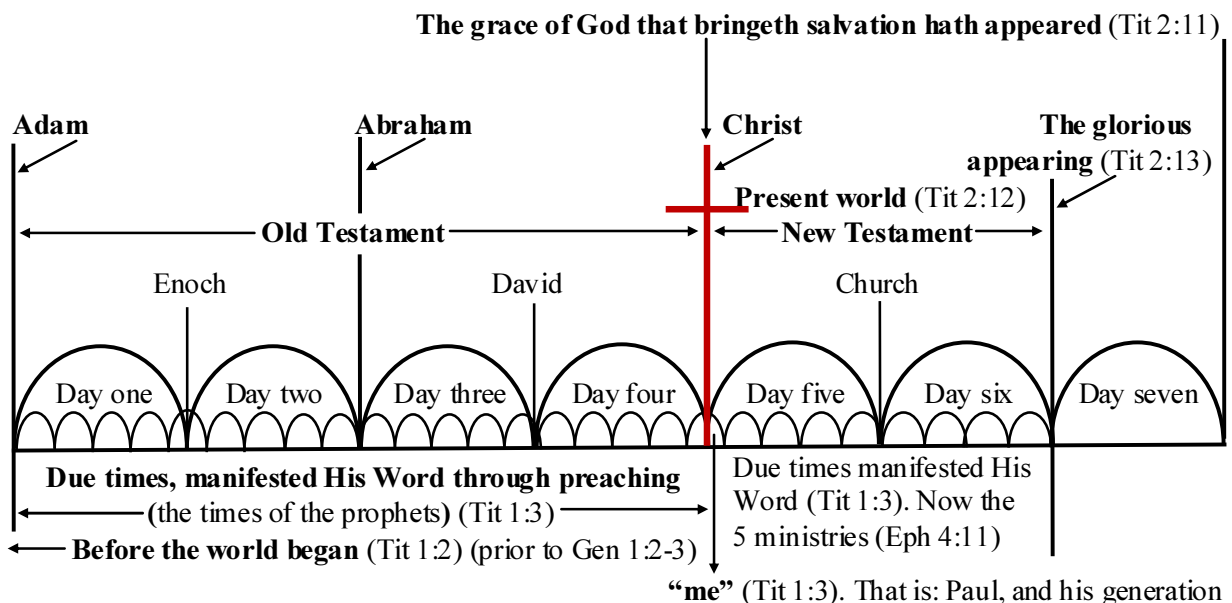 The grace of God that bringeth salvation hath appeared (Tit 2:11)
Adam
Abraham
Christ
The glorious
appearing (Tit 2:13)
Present world (Tit 2:12)
Old Testament
New Testament
Enoch
David
Church
Day one
Day two
Day three
Day four
Day five
Day six
Day seven
Due times, manifested His Word through preaching
(the times of the prophets) (Tit 1:3)
Before the world began (Tit 1:2) (prior to Gen 1:2-3)
Due times manifested His
Word (Tit 1:3). Now the
5 ministries (Eph 4:11)
“me” (Tit 1:3). That is: Paul, and his generation